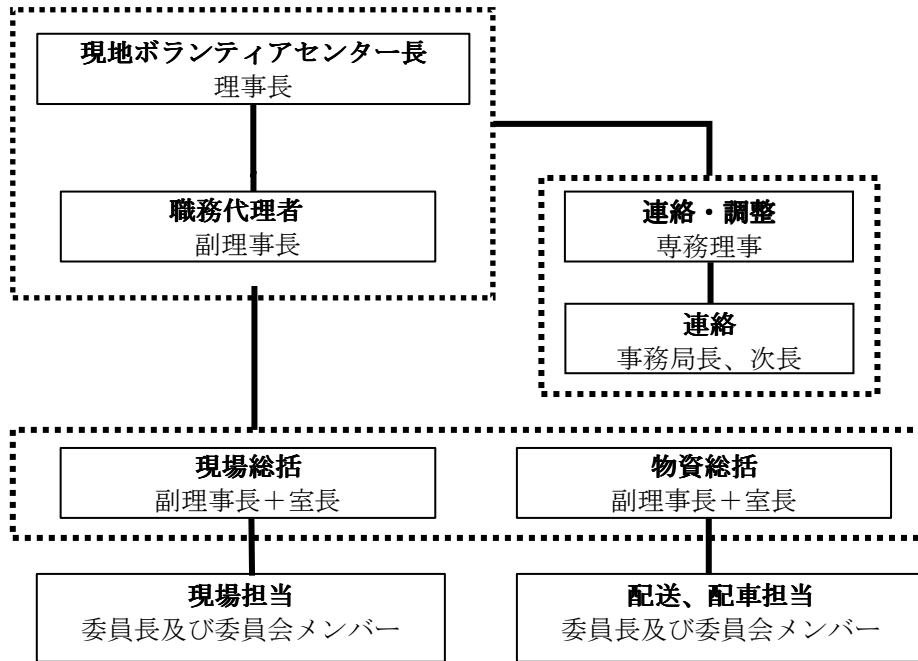 現地ボランティアセンター長
理事長
職務代理者
副理事長
連絡・調整
専務理事
連絡
事務局長、次長
現場総括
副理事長＋室長
物資総括
副理事長＋室長
現場担当
委員長及び委員会メンバー
配送、配車担当
委員長及び委員会メンバー